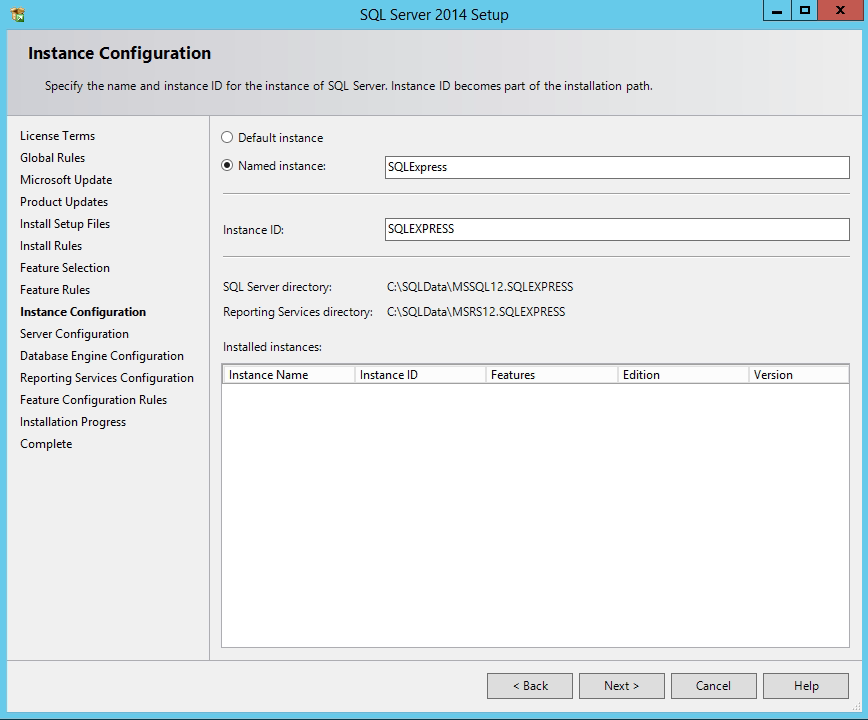 SQL Server 2014 Setup
Instance Configuration
Specify the name and instance ID for the instance of SQL Server. Instance ID becomes part of the installation path.
License Terms
Global Rules
Microsoft Update
Product Updates
Install Setup Files
Install Rules
Feature Selection
Feature Rules
Instance Configuration
Server Configuration
Database Engine Configuration
Reporting Services Configuration
Feature Configuration Rules
Installation Progress
Complete
Default instance
Named instance: SQLExpress
Instance ID: SQLEXPRESS
SQL Server directory: C:\SQLData\MSSQL12.SQLEXPRESS
Reporting Services directory: C:\SQLData\MSRS12.SQLEXPRESS
Installed instances:
Instance Name Instance ID Features Edition Version
< Back Next > Cancel Help